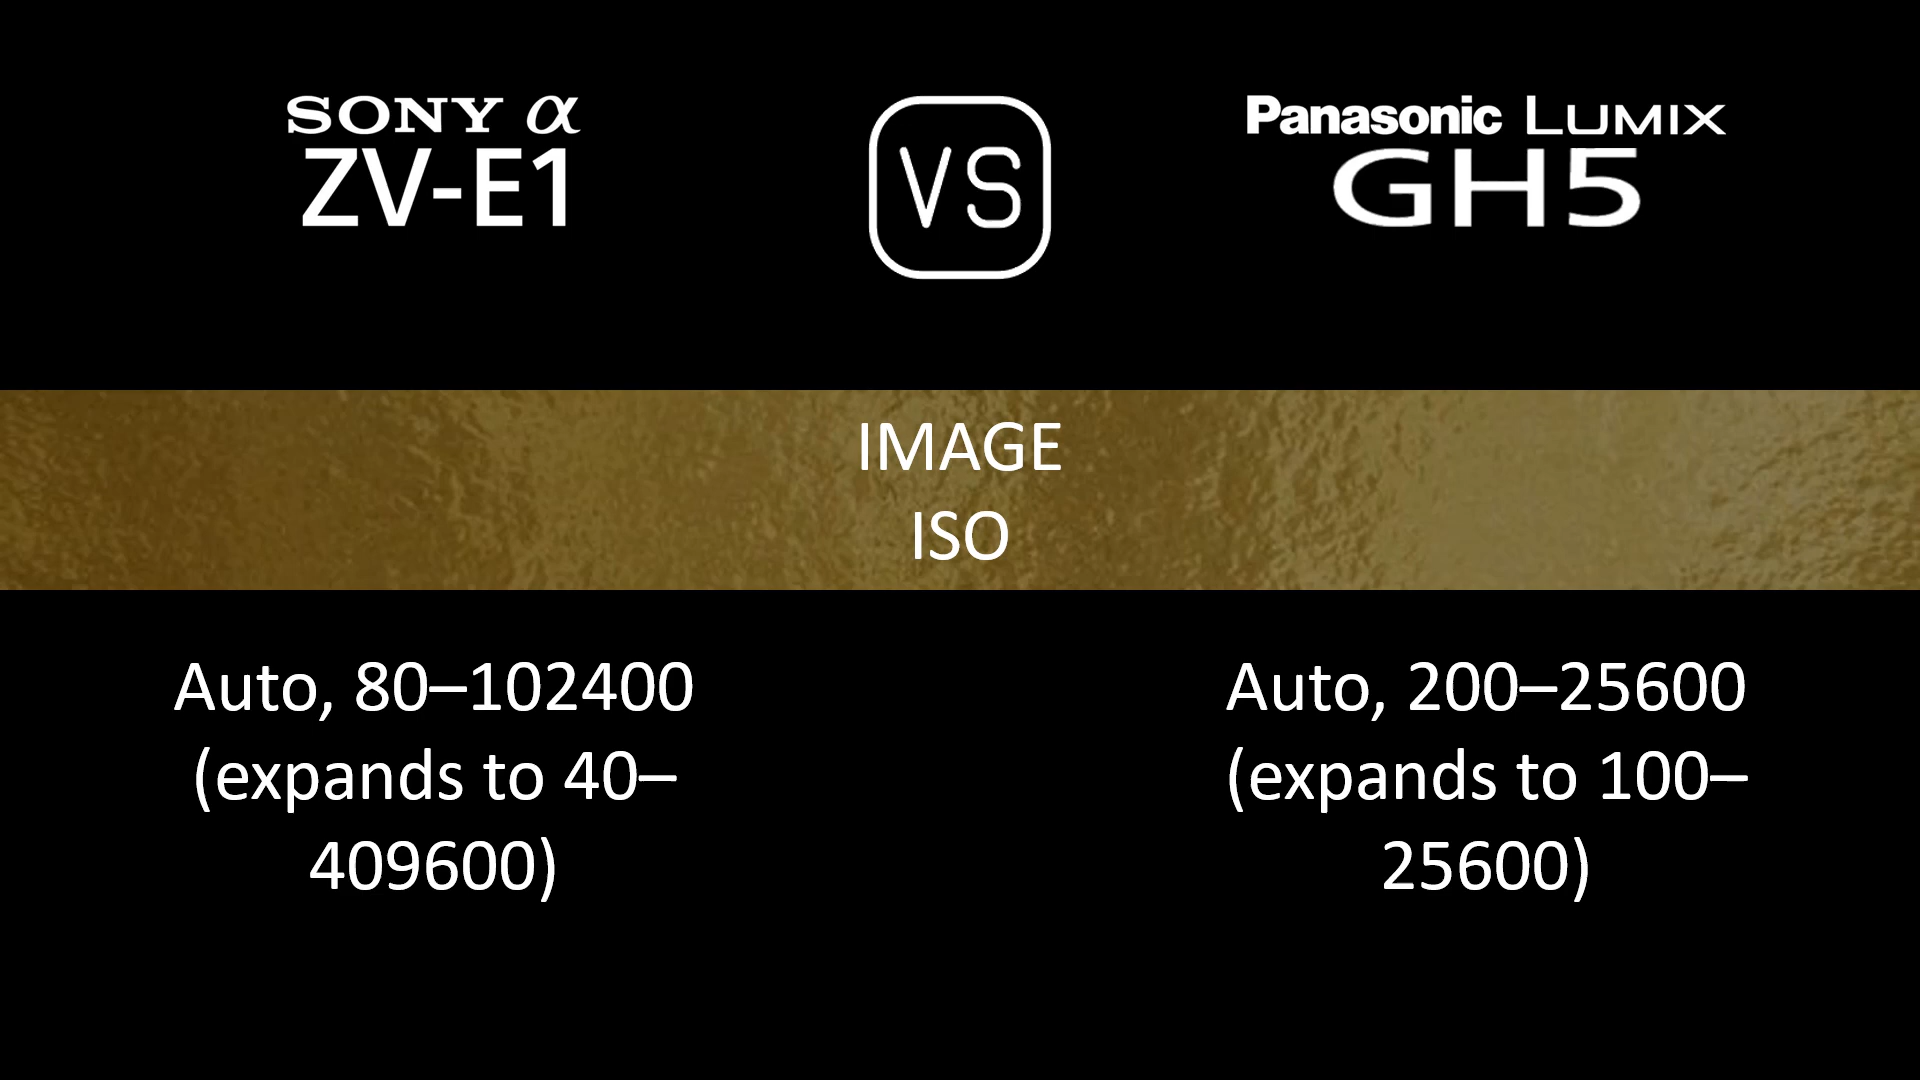 SONY α
ZV-E1
VS
Panasonic LUMIX
GH5
IMAGE
ISO
Auto, 80–102400
(expands to 40–
409600)
Auto, 200–25600
(expands to 100–
25600)